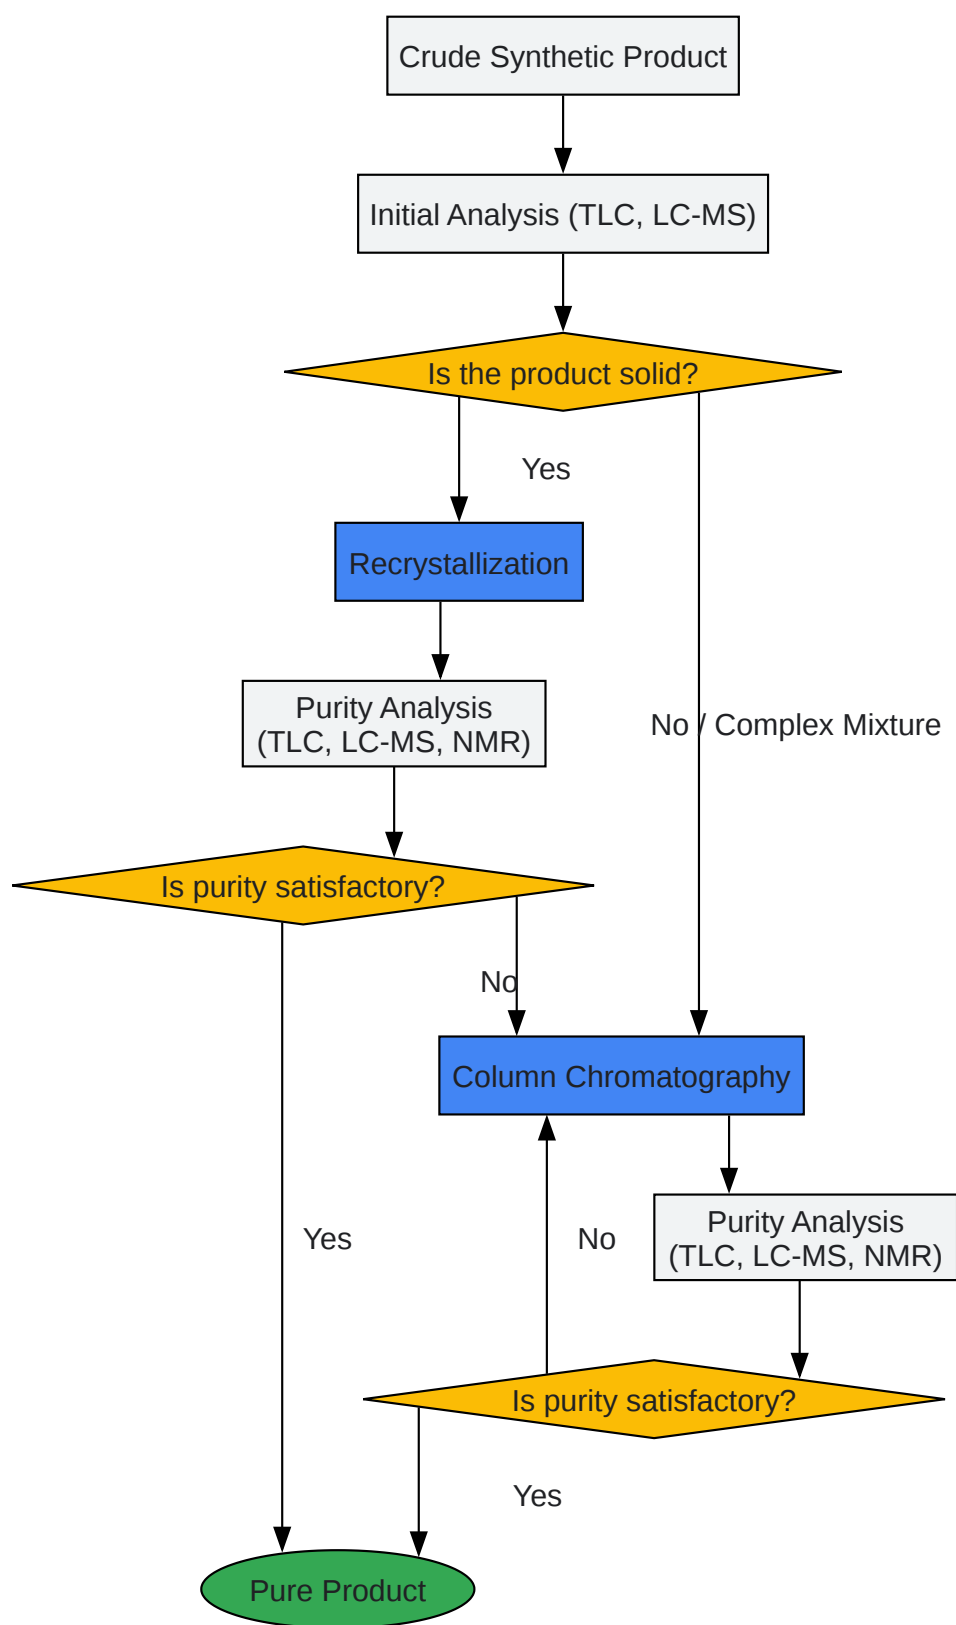 Crude Synthetic Product
Initial Analysis (TLC, LC-MS)
Is the product solid?
Yes
Recrystallization
Purity Analysis
(TLC, LC-MS, NMR)
No / Complex Mixture
Is purity satisfactory?
No
Column Chromatography
Purity Analysis
(TLC, LC-MS, NMR)
Yes
No
Is purity satisfactory?
Yes
Pure Product